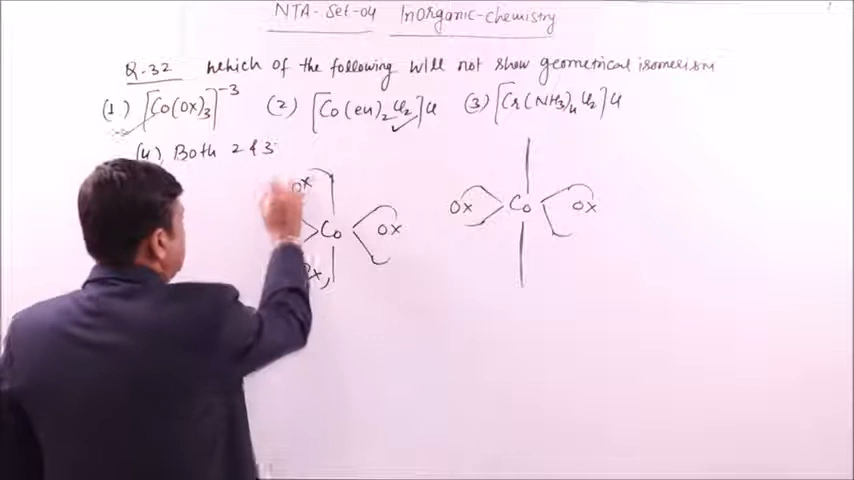 NTA-Set-04 Inorganic-chemistry
Q-32 which of the following will not show geometrical isomerism
(1) [Co(OX)3]-3 (2) [Co(en)2Cl2]Cl (3) [Cr(NH3)4Cl2]Cl
(4) Both 2 & 3
OX
OX Co OX
Co OX
OX